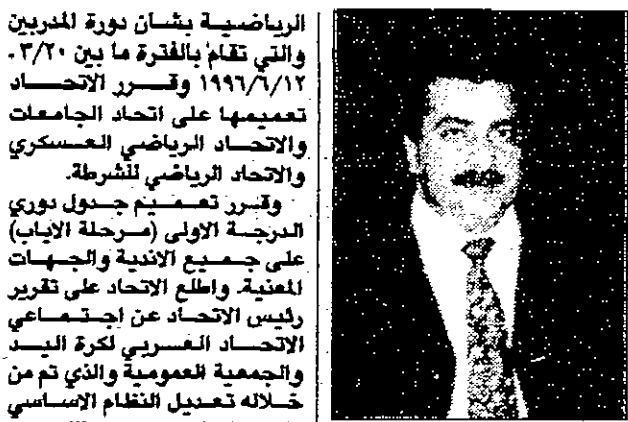 الرياضية بشان دورة المدربين
والتي تقام بالفترة ما بين ٣/٢٠ -
١٩٩٦/٦/١٢ وقرر الاتحاد
تعميمها على اتحاد الجامعات
والاتحاد الرياضي العسكري
والاتحاد الرياضي للشرطة.
وقرر تعميم جدول دوري
الدرجة الاولى (مرحلة الاياب)
على جميع الاندية والجهات
المعنية. واطلع الاتحاد على تقرير
رئيس الاتحاد عن اجتماعي
الاتحاد العربي لكرة اليد
والجمعية العمومية والذي تم من
خلاله تعديل النظام الاساسي